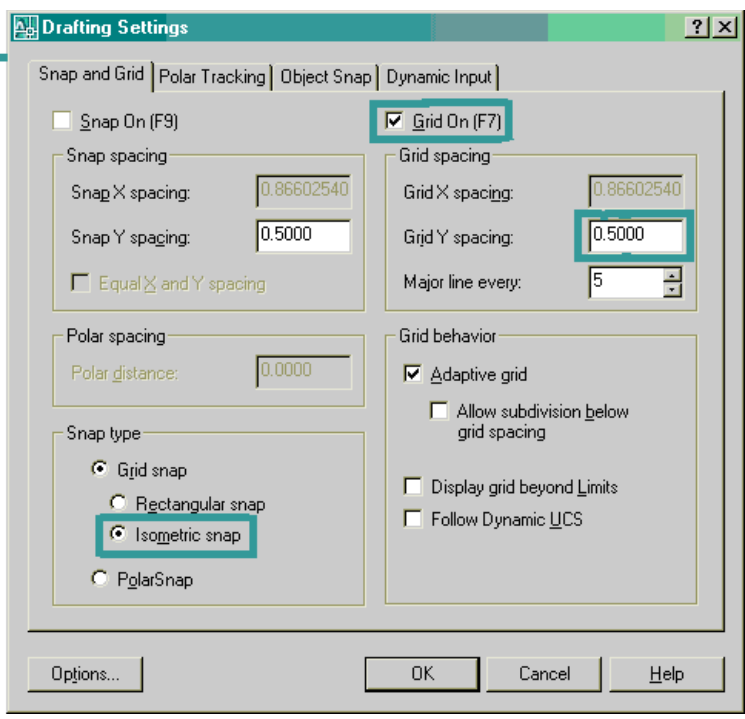 Drafting Settings
Snap and Grid Polar Tracking Object Snap Dynamic Input
Snap On (F9)
Snap spacing
Snap X spacing: 0.86602540
Snap Y spacing: 0.5000
Equal X and Y spacing
Polar spacing
Polar distance: 0.0000
Snap type
Grid snap
Rectangular snap
Isometric snap
PolarSnap
Grid On (F7)
Grid spacing
Grid X spacing: 0.86602540
Grid Y spacing: 0.5000
Major line every: 5
Grid behavior
Adaptive grid
Allow subdivision below
grid spacing
Display grid beyond Limits
Follow Dynamic UCS
Options... OK Cancel Help